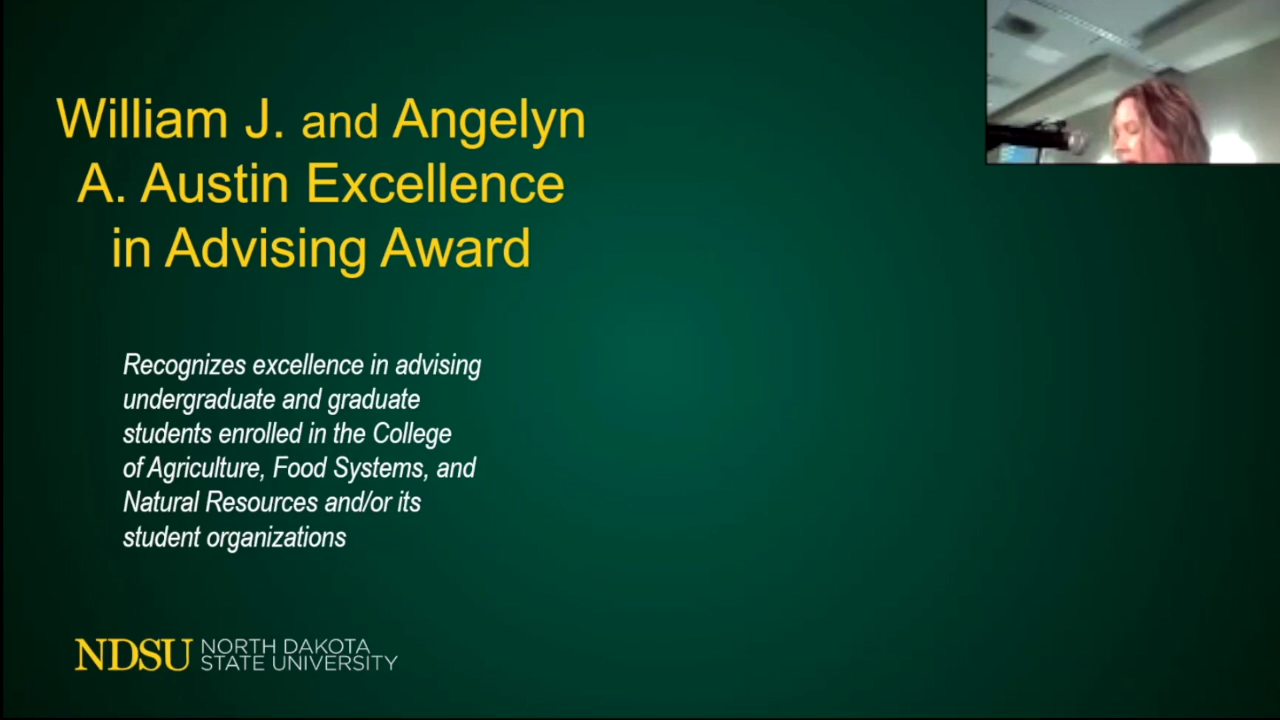 William J. and Angelyn
A. Austin Excellence
in Advising Award
Recognizes excellence in advising
undergraduate and graduate
students enrolled in the College
of Agriculture, Food Systems, and
Natural Resources and/or its
student organizations
NDSU NORTH DAKOTA
STATE UNIVERSITY